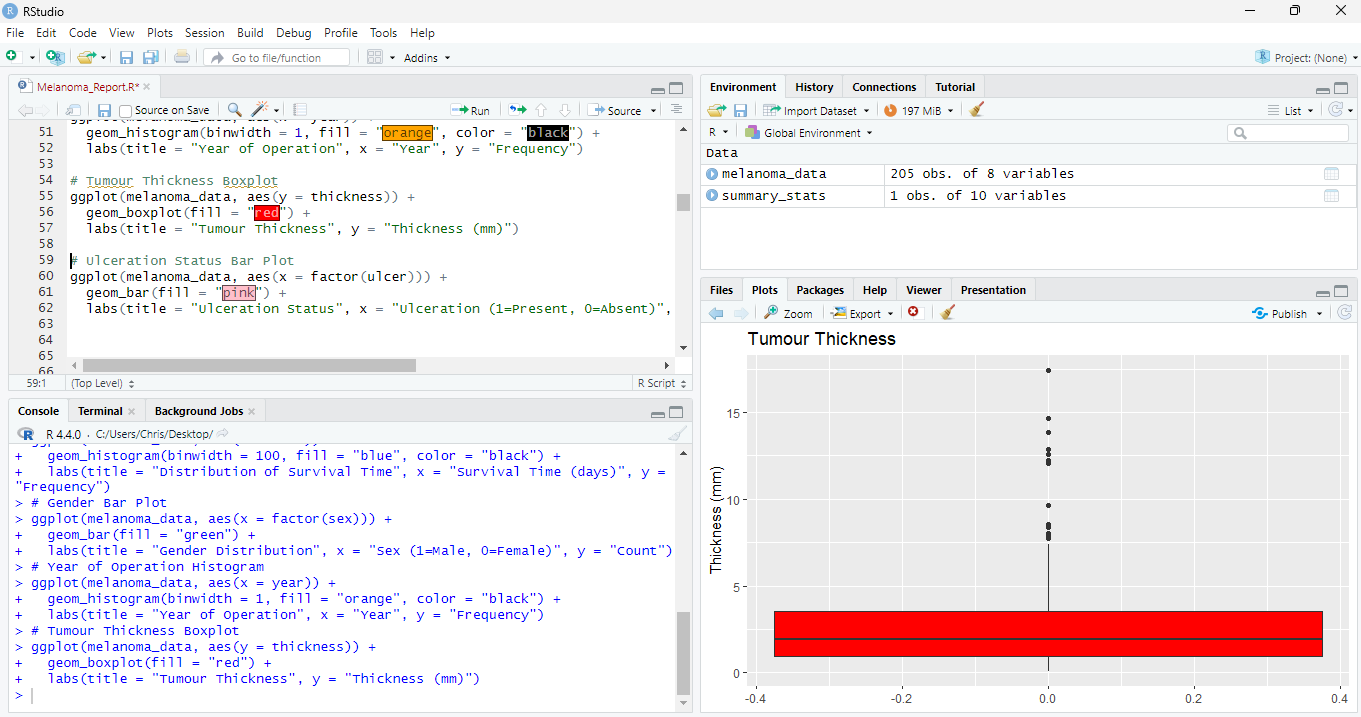 RStudio
File Edit Code View Plots Session Build Debug Profile Tools Help
Go to file/function Addins Project: (None)
Melanoma_Report.R*
Source on Save Run Source
51 geom_histogram(binwidth = 1, fill = "orange", color = "black") +
52 labs(title = "Year of Operation", x = "Year", y = "Frequency")
53
54 # Tumour Thickness Boxplot
55 ggplot(melanoma_data, aes(y = thickness)) +
56 geom_boxplot(fill = "red") +
57 labs(title = "Tumour Thickness", y = "Thickness (mm)")
58
59 # Ulceration Status Bar Plot
60 ggplot(melanoma_data, aes(x = factor(ulcer))) +
61 geom_bar(fill = "pink") +
62 labs(title = "Ulceration Status", x = "Ulceration (1=Present, 0=Absent)",
63
64
65
66
59:1 (Top Level) R Script
Console Terminal Background Jobs
R 4.4.0 · C:/Users/Chris/Desktop/
+ geom_histogram(binwidth = 100, fill = "blue", color = "black") +
+ labs(title = "Distribution of Survival Time", x = "Survival Time (days)", y =
"Frequency")
> # Gender Bar Plot
> ggplot(melanoma_data, aes(x = factor(sex))) +
+ geom_bar(fill = "green") +
+ labs(title = "Gender Distribution", x = "Sex (1=Male, 0=Female)", y = "Count")
> # Year of Operation Histogram
> ggplot(melanoma_data, aes(x = year)) +
+ geom_histogram(binwidth = 1, fill = "orange", color = "black") +
+ labs(title = "Year of Operation", x = "Year", y = "Frequency")
> # Tumour Thickness Boxplot
> ggplot(melanoma_data, aes(y = thickness)) +
+ geom_boxplot(fill = "red") +
+ labs(title = "Tumour Thickness", y = "Thickness (mm)")
>
Environment History Connections Tutorial
Import Dataset 197 MiB List
R Global Environment
Data
melanoma_data 205 obs. of 8 variables
summary_stats 1 obs. of 10 variables
Files Plots Packages Help Viewer Presentation
Zoom Export Publish
Tumour Thickness
Thickness (mm)
15
10
5
0
-0.4 -0.2 0.0 0.2 0.4